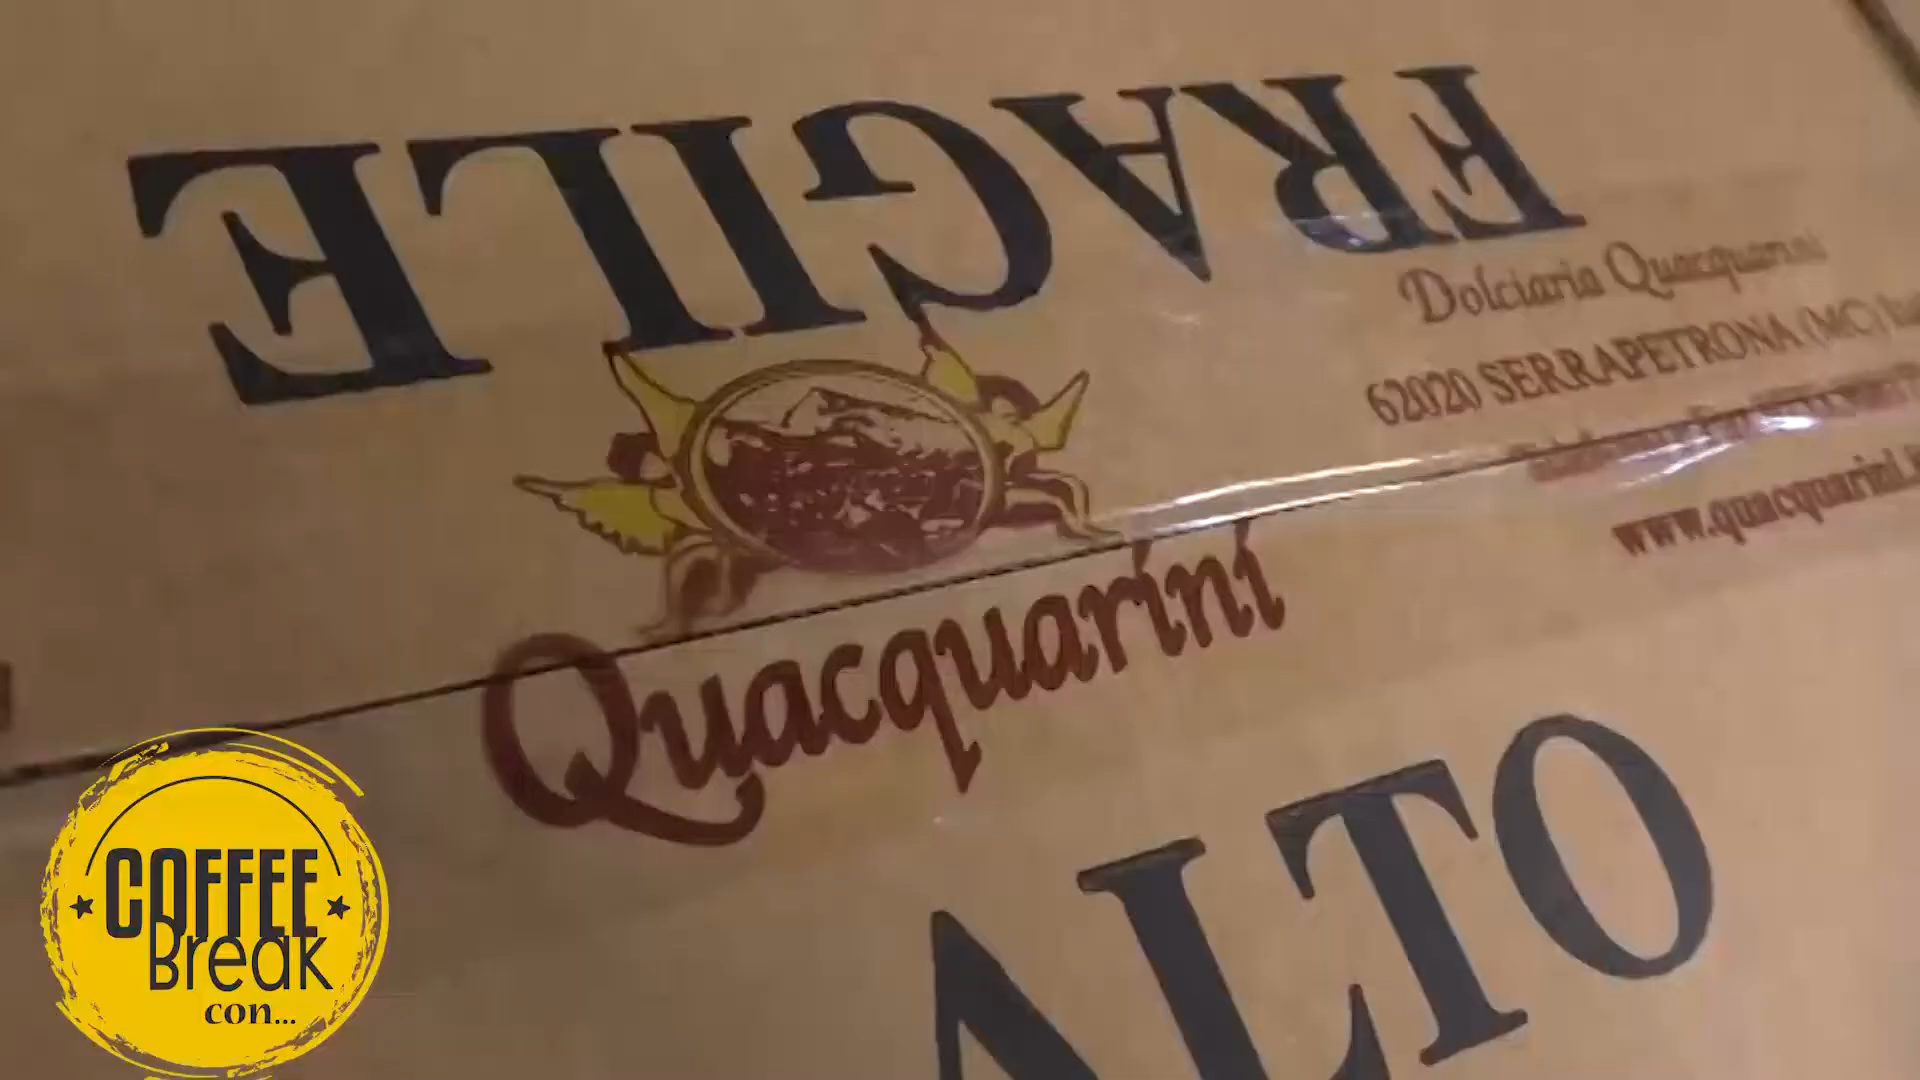 FRAGILE
Dolciaria Quacquarini
62020 SERRAPETRONA (MC)
www.quacquarini.
Quacquarini
ALTO
COFFEE
Break
con...